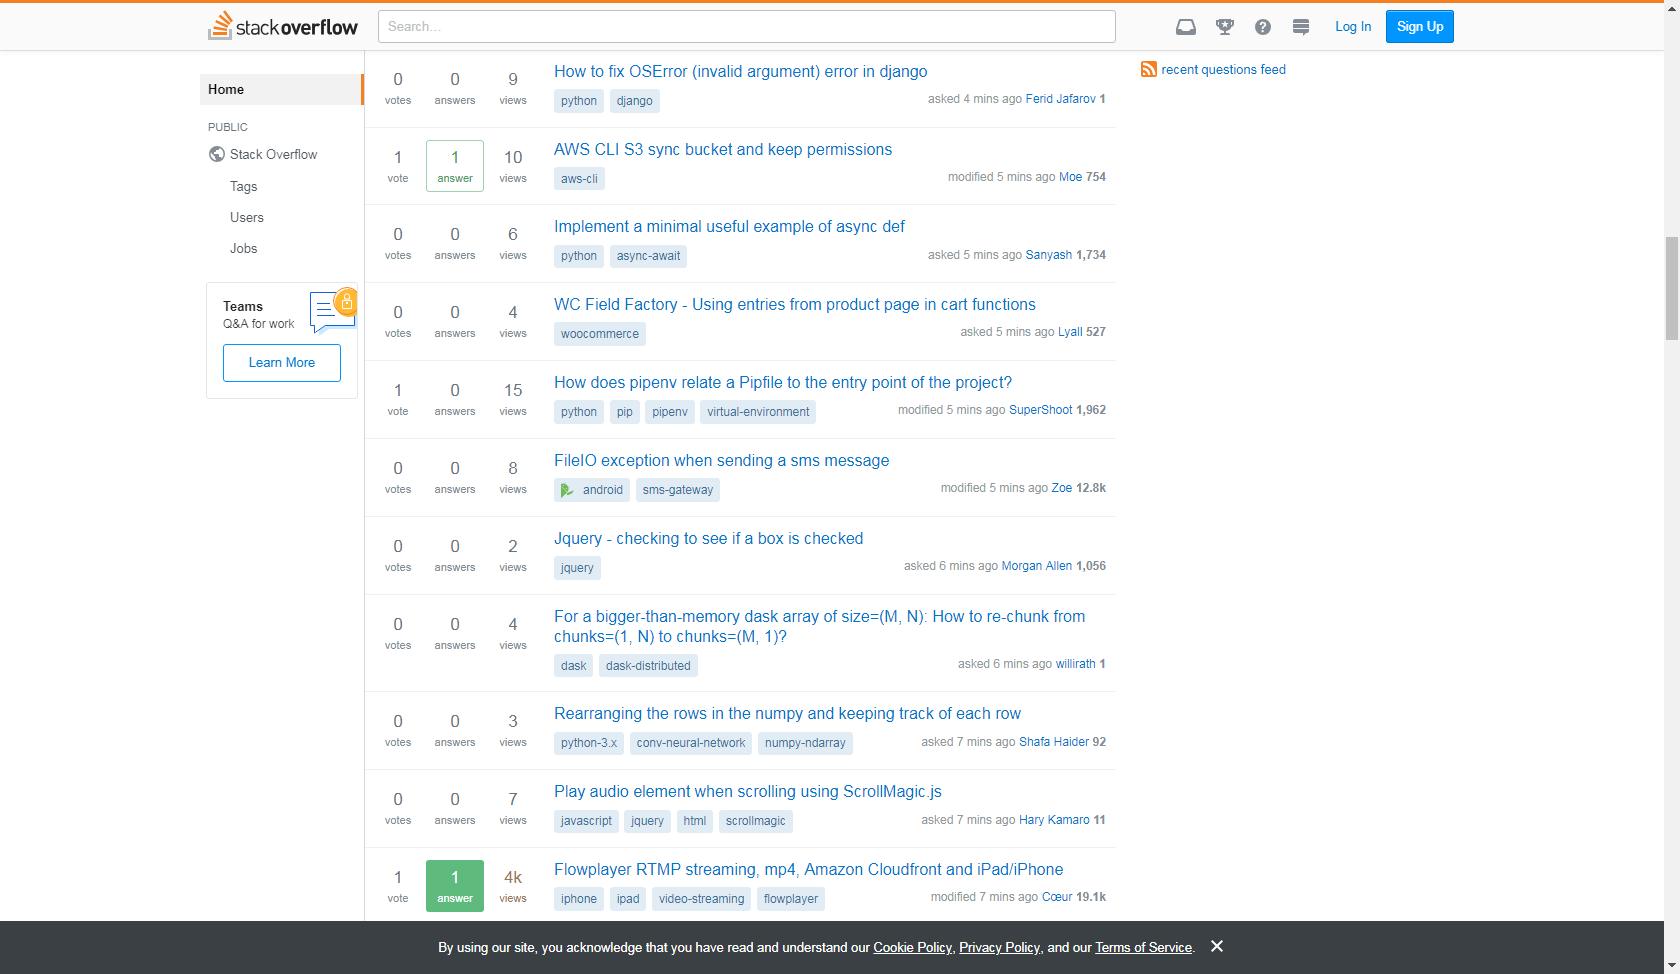 stackoverflow
Search...
Log In
Sign Up
Home
PUBLIC
Stack Overflow
Tags
Users
Jobs
Teams
Q&A for work
Learn More
0 votes 0 answers 9 views
How to fix OSError (invalid argument) error in django
python django
asked 4 mins ago Ferid Jafarov 1
1 vote 1 answer 10 views
AWS CLI S3 sync bucket and keep permissions
aws-cli
modified 5 mins ago Moe 754
0 votes 0 answers 6 views
Implement a minimal useful example of async def
python async-await
asked 5 mins ago Sanyash 1,734
0 votes 0 answers 4 views
WC Field Factory - Using entries from product page in cart functions
woocommerce
asked 5 mins ago Lyall 527
1 vote 0 answers 15 views
How does pipenv relate a Pipfile to the entry point of the project?
python pip pipenv virtual-environment
modified 5 mins ago SuperShoot 1,962
0 votes 0 answers 8 views
FileIO exception when sending a sms message
android sms-gateway
modified 5 mins ago Zoe 12.8k
0 votes 0 answers 2 views
Jquery - checking to see if a box is checked
jquery
asked 6 mins ago Morgan Allen 1,056
0 votes 0 answers 4 views
For a bigger-than-memory dask array of size=(M, N): How to re-chunk from
chunks=(1, N) to chunks=(M, 1)?
dask dask-distributed
asked 6 mins ago willirath 1
0 votes 0 answers 3 views
Rearranging the rows in the numpy and keeping track of each row
python-3.x conv-neural-network numpy-ndarray
asked 7 mins ago Shafa Haider 92
0 votes 0 answers 7 views
Play audio element when scrolling using ScrollMagic.js
javascript jquery html scrollmagic
asked 7 mins ago Hary Kamaro 11
1 vote 1 answer 4k views
Flowplayer RTMP streaming, mp4, Amazon Cloudfront and iPad/iPhone
iphone ipad video-streaming flowplayer
modified 7 mins ago Cœur 19.1k
recent questions feed
By using our site, you acknowledge that you have read and understand our Cookie Policy, Privacy Policy, and our Terms of Service.